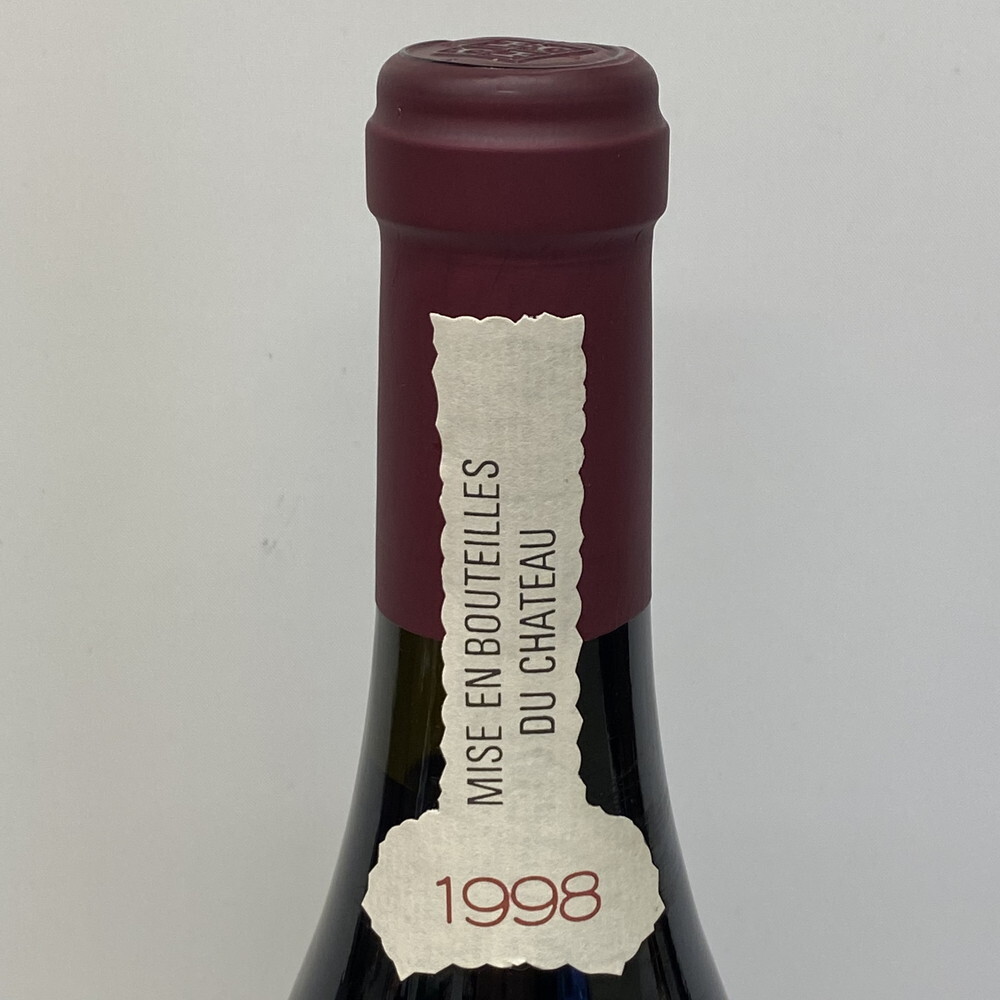 MISE EN BOUTEILLES
DU CHATEAU
1998